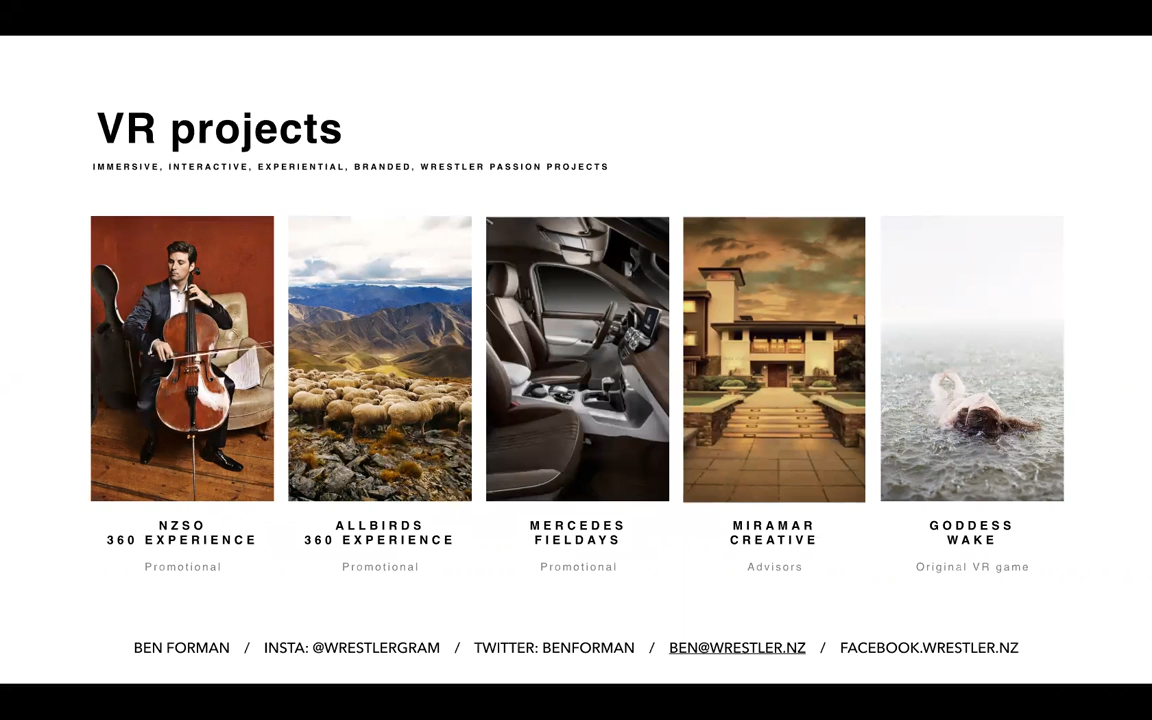 VR projects
IMMERSIVE, INTERACTIVE, EXPERIENTIAL, BRANDED, WRESTLER PASSION PROJECTS
NZSO
360 EXPERIENCE
Promotional
ALLBIRDS
360 EXPERIENCE
Promotional
MERCEDES
FIELDAYS
Promotional
MIRAMAR
CREATIVE
Advisors
GODDESS
WAKE
Original VR game
BEN FORMAN / INSTA: @WRESTLERGRAM / TWITTER: BENFORMAN / BEN@WRESTLER.NZ / FACEBOOK.WRESTLER.NZ